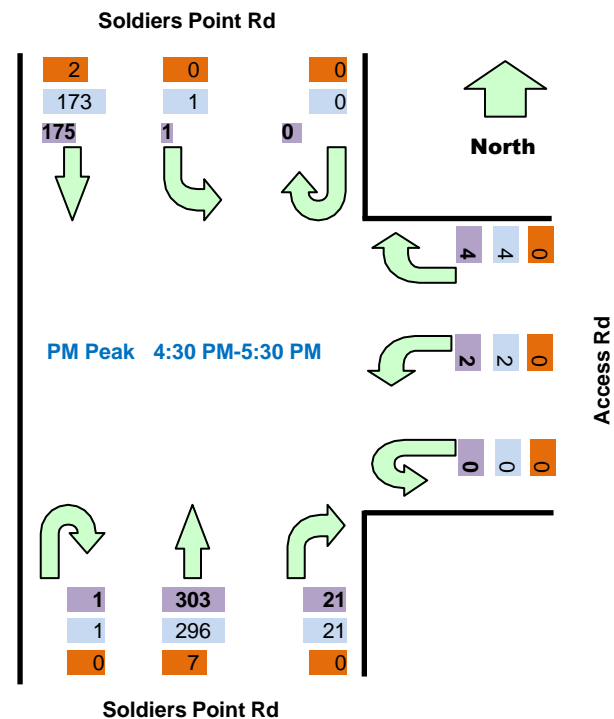 Soldiers Point Rd
2 0 0
173 1 0
175 1 0
North
4 4 0
PM Peak 4:30 PM-5:30 PM
2 2 0
Access Rd
0 0 0
1 303 21
1 296 21
0 7 0
Soldiers Point Rd